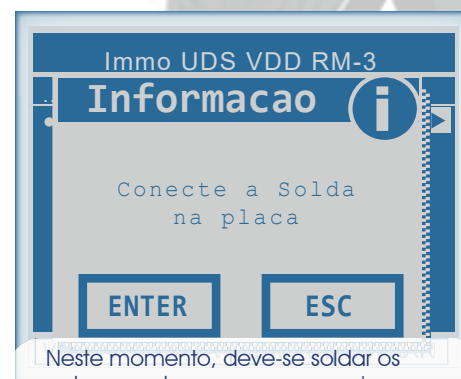 Immo UDS VDD RM-3
Informacao
Conecte a Solda
na placa
ENTER
ESC
Neste momento, deve-se soldar os